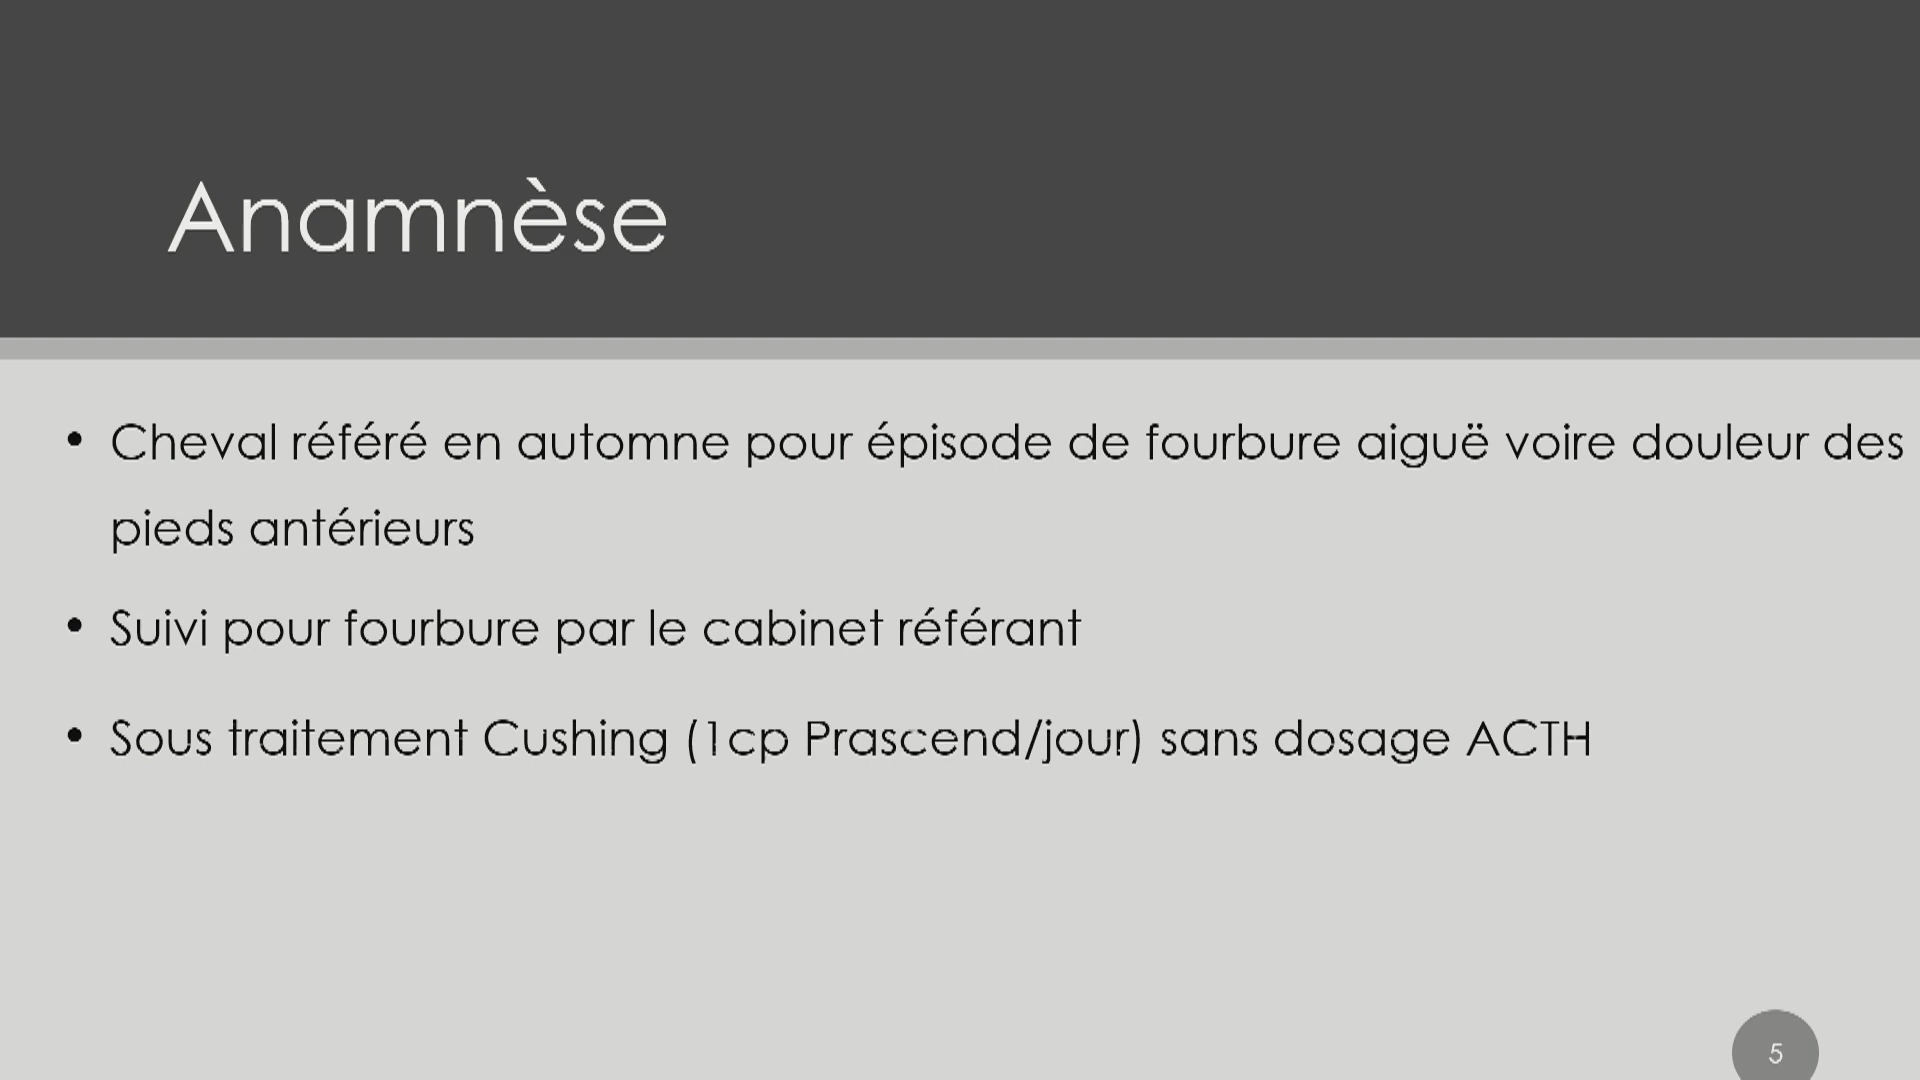 Anamnèse
• Cheval référé en automne pour épisode de fourbure aiguë voire douleur des
pieds antérieurs
• Suivi pour fourbure par le cabinet référant
• Sous traitement Cushing (1cp Prascend/jour) sans dosage ACTH
5